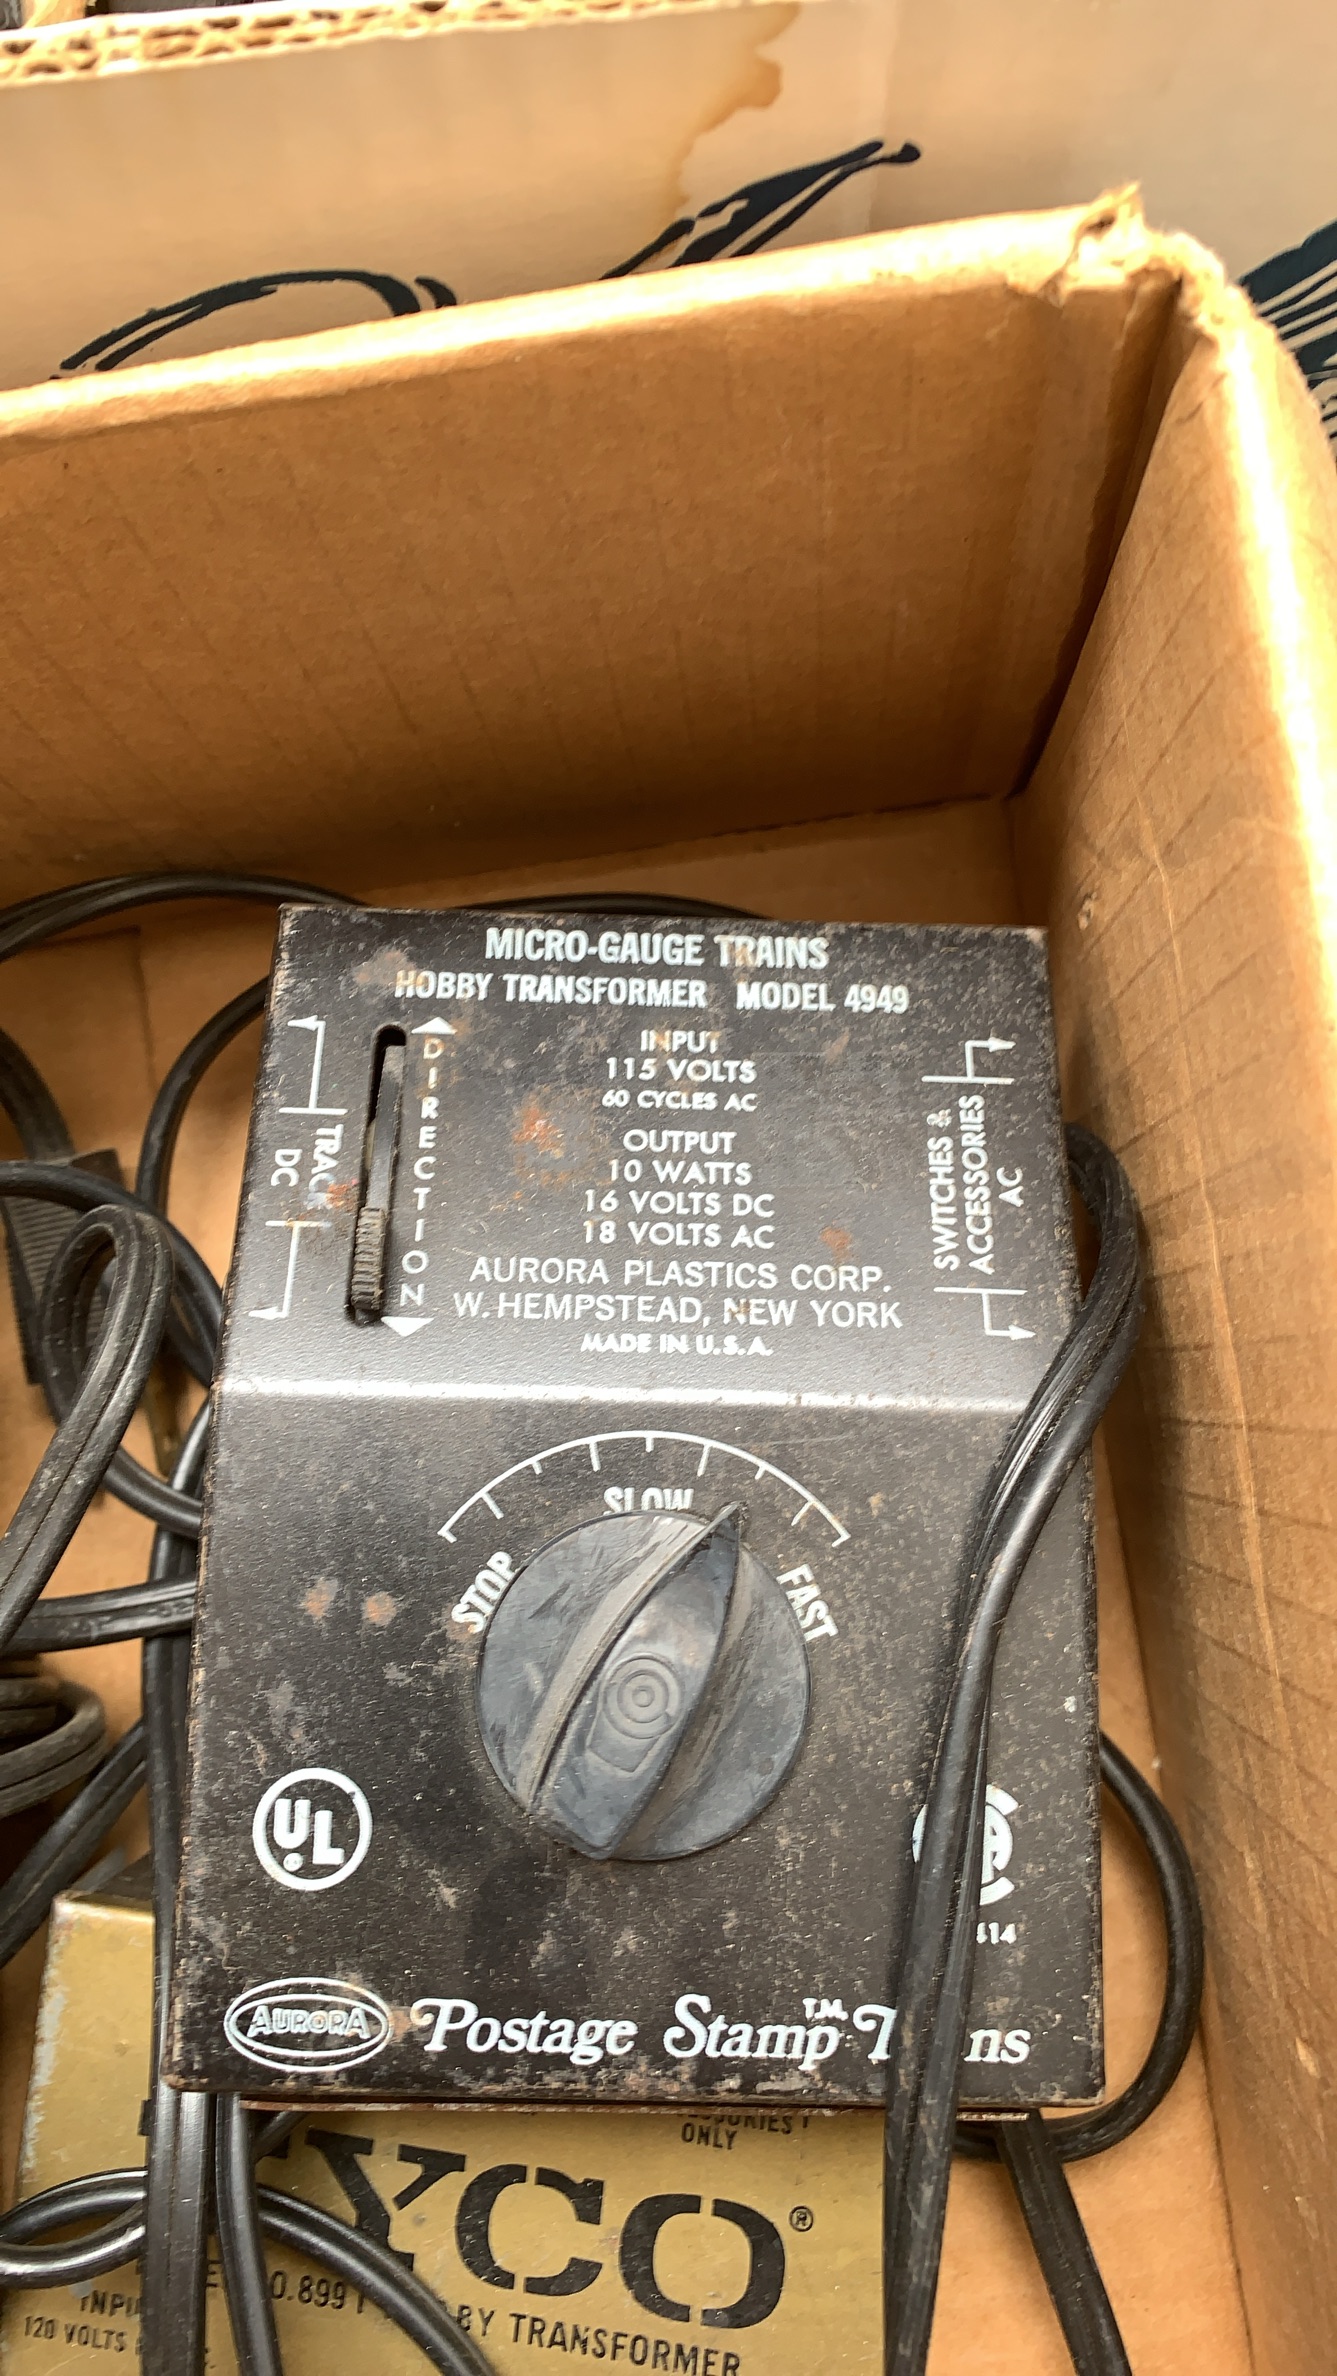 MICRO-GAUGE TRAINS
HOBBY TRANSFORMER MODEL 4949
DIRECTION
TRACK
DC
INPUT
115 VOLTS
60 CYCLES AC
OUTPUT
10 WATTS
16 VOLTS DC
18 VOLTS AC
AURORA PLASTICS CORP.
W. HEMPSTEAD, NEW YORK
MADE IN U.S.A.
SWITCHES &
ACCESSORIES
AC
STOP
SLOW
FAST
UL
AURORA Postage Stamp T.M.
ONLY
TYCO®
120 VOLTS
TRANSFORMER